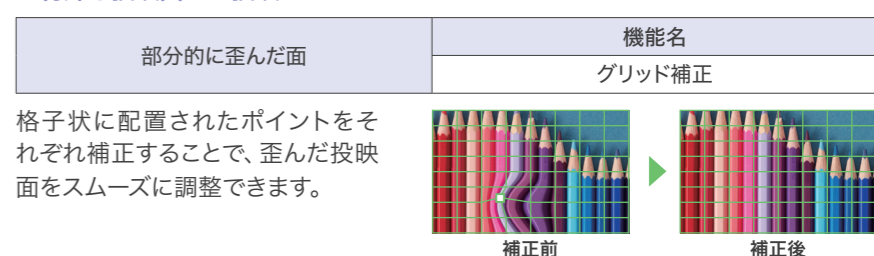 部分的に歪んだ面
機能名
グリッド補正
格子状に配置されたポイントをそ
れぞれ補正することで、歪んだ投映
面をスムーズに調整できます。
補正前
補正後